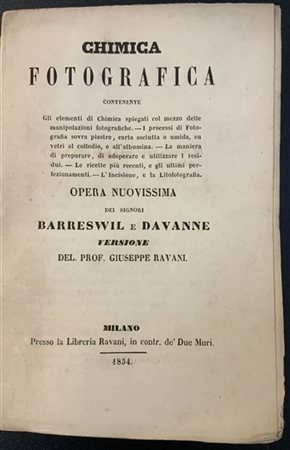 CHIMICA
FOTOGRAFICA
CONTENENTE
Gli elementi di Chimica spiegati col mezzo delle
manipolazioni fotografiche. — I processi di Foto-
grafia sovra piastre, carta asciutta o umida, su
vetri al collodio, e all'albumina. — La maniera
di preparare, di adoperare e utilizzare i resi-
dui. — Le ricette più recenti, e gli ultimi per-
fezionamenti. — L'Incisione, e la Litofotografia.
OPERA NUOVISSIMA
DEI SIGNORI
BARRESWIL E DAVANNE
VERSIONE
DEL PROF. GIUSEPPE RAVANI.
MILANO
Presso la Libreria Ravani, in contr. de' Due Muri.
1854.